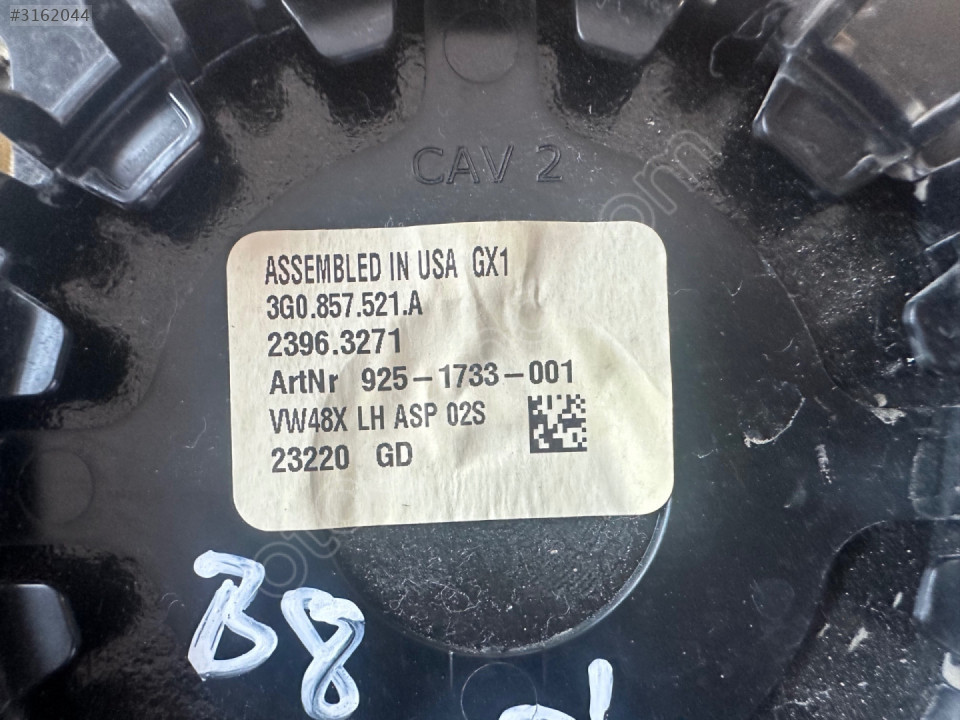 #3162044
CAV 2
ASSEMBLED IN USA GX1
3G0.857.521.A
2396.3271
ArtNr 925-1733-001
VW48X LH ASP 02S
23220 GD
B8